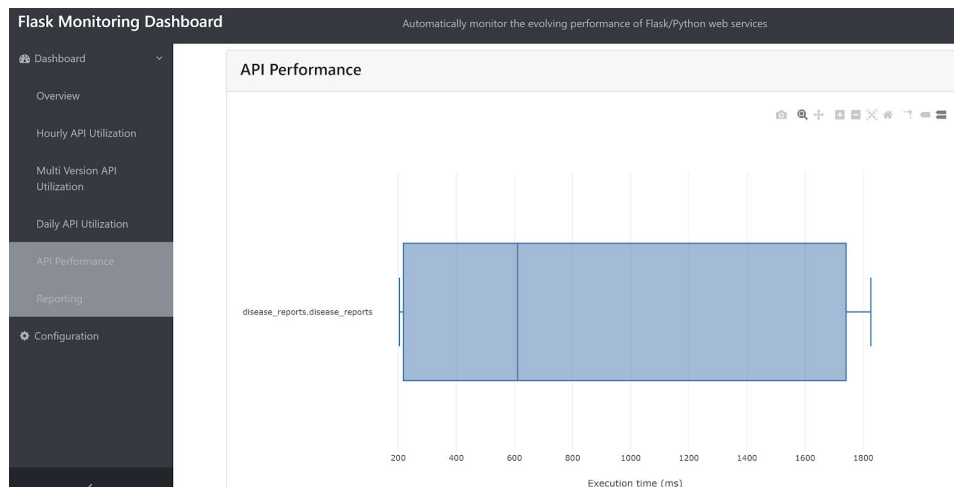 Flask Monitoring Dashboard
Automatically monitor the evolving performance of Flask/Python web services
Dashboard
Overview
Hourly API Utilization
Multi Version API
Utilization
Daily API Utilization
API Performance
Reporting
Configuration
API Performance
disease_reports.disease_reports
200 400 600 800 1000 1200 1400 1600 1800
Execution time (ms)